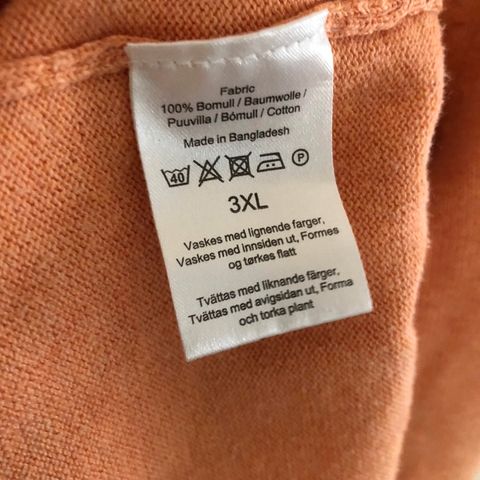 Fabric
100% Bomull / Baumwolle /
Puuvilla / Bómull / Cotton
Made in Bangladesh
40 P
3XL
Vaskes med lignende farger,
Vaskes med innsiden ut, Formes
og tørkes flatt
Tvättas med liknande färger,
Tvättas med avigsidan ut, Forma
och torka plant